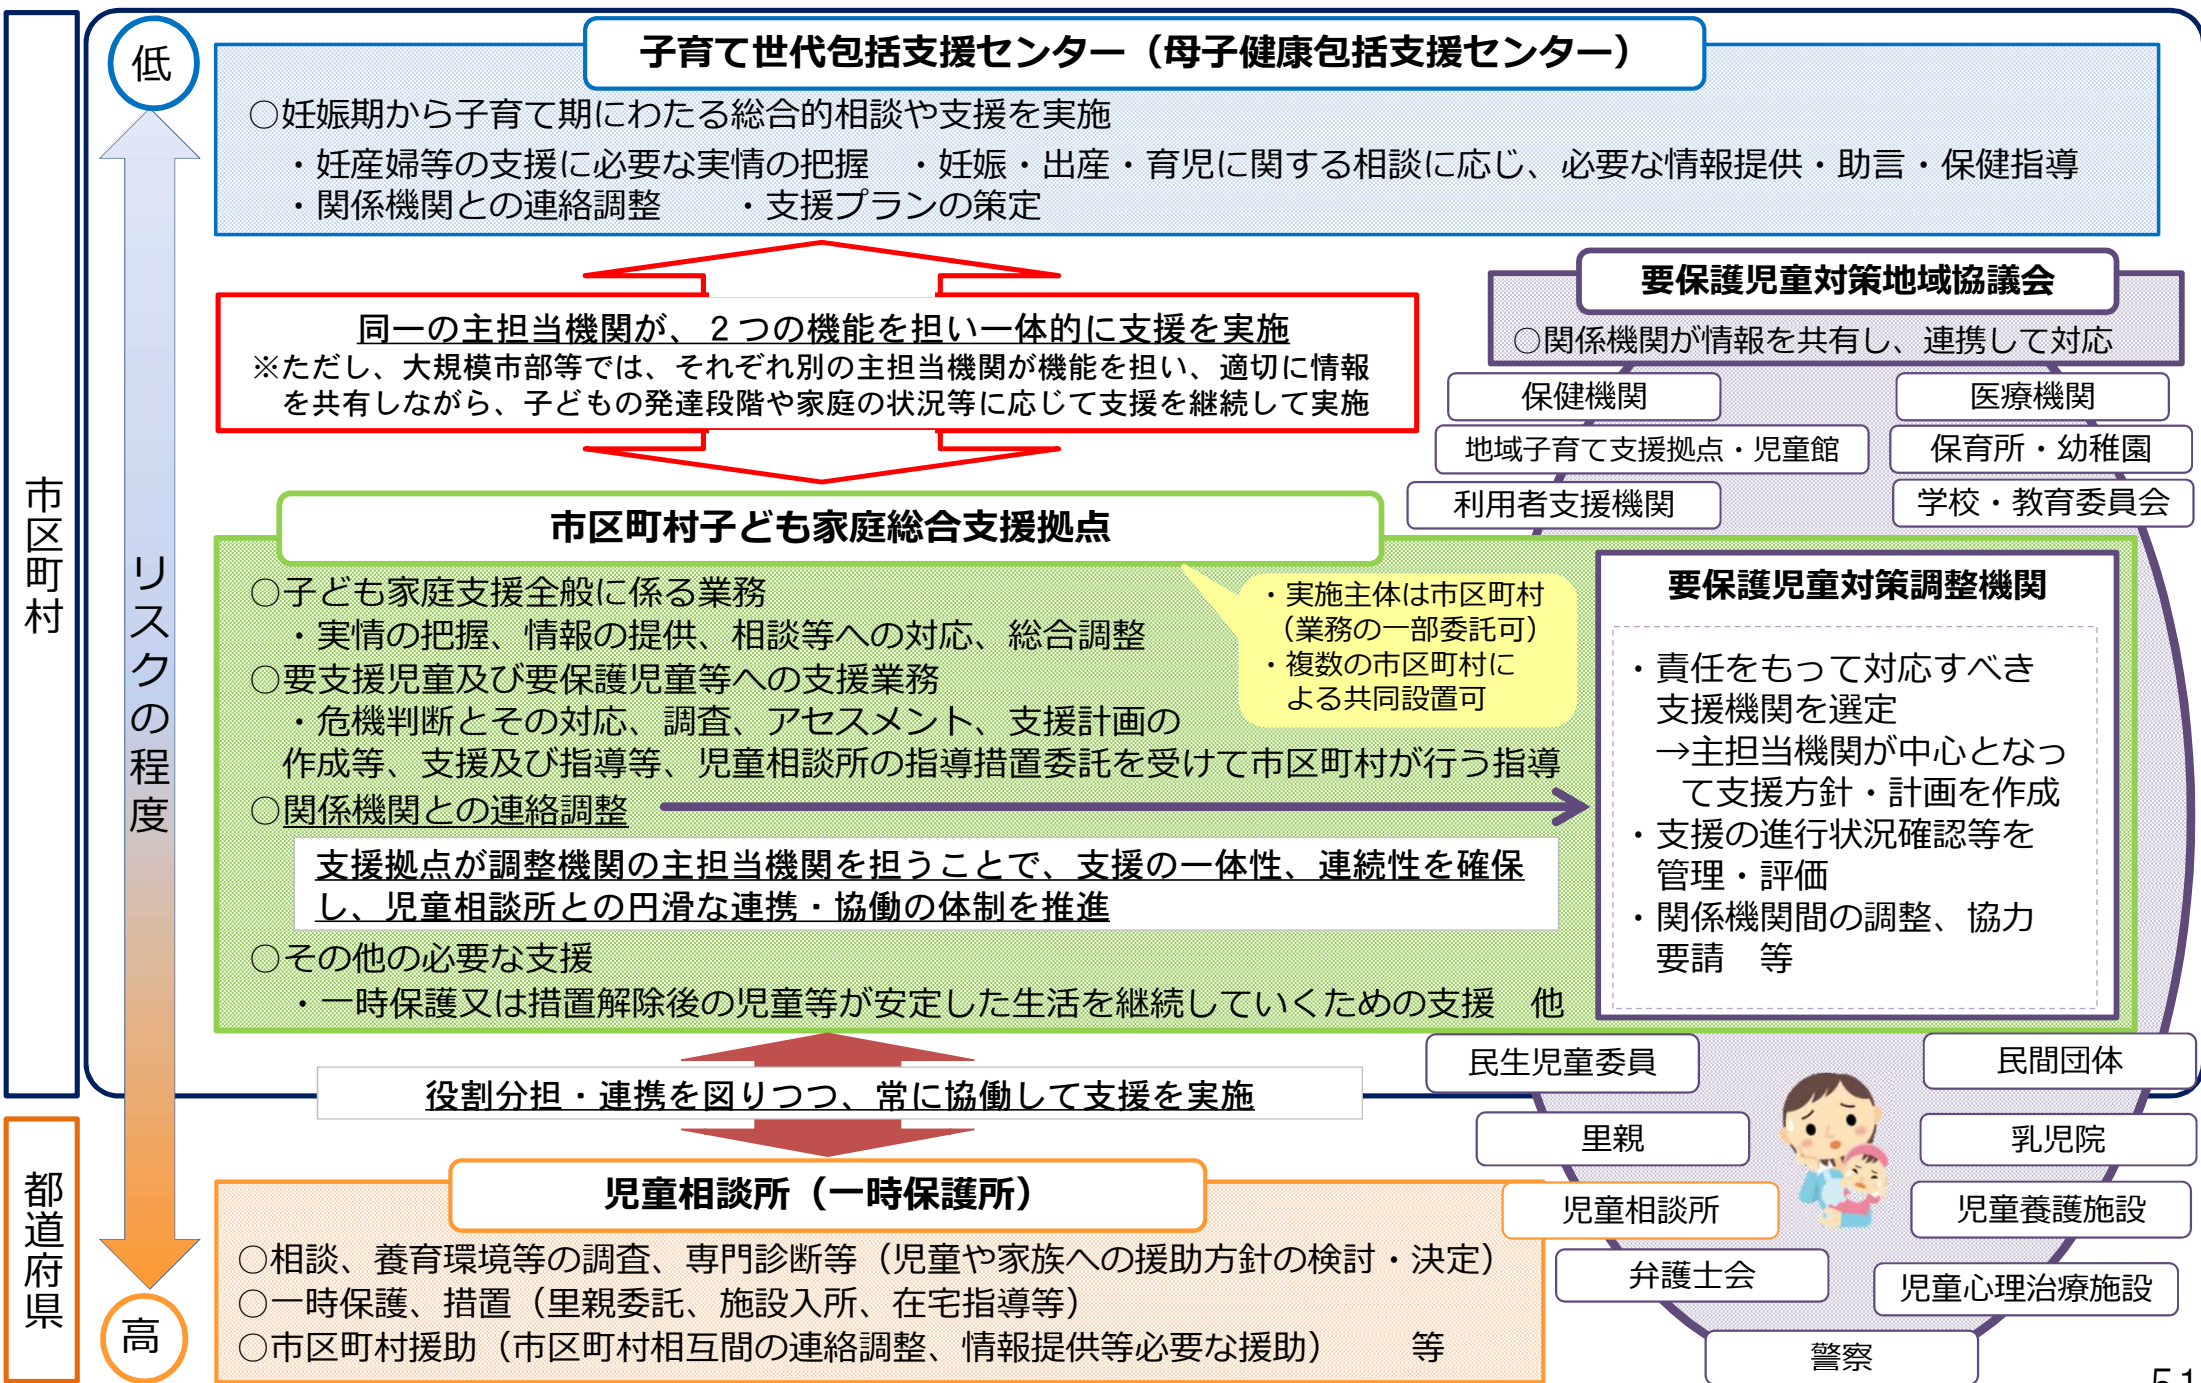 市区町村
都道府県
低
リスクの程度
高
子育て世代包括支援センター（母子健康包括支援センター）
○妊娠期から子育て期にわたる総合的相談や支援を実施
・妊産婦等の支援に必要な実情の把握　・妊娠・出産・育児に関する相談に応じ、必要な情報提供・助言・保健指導
・関係機関との連絡調整　　・支援プランの策定
同一の主担当機関が、２つの機能を担い一体的に支援を実施
※ただし、大規模市部等では、それぞれ別の主担当機関が機能を担い、適切に情報
を共有しながら、子どもの発達段階や家庭の状況等に応じて支援を継続して実施
市区町村子ども家庭総合支援拠点
○子ども家庭支援全般に係る業務
・実情の把握、情報の提供、相談等への対応、総合調整
○要支援児童及び要保護児童等への支援業務
・危機判断とその対応、調査、アセスメント、支援計画の
作成等、支援及び指導等、児童相談所の指導措置委託を受けて市区町村が行う指導
○関係機関との連絡調整
支援拠点が調整機関の主担当機関を担うことで、支援の一体性、連続性を確保
し、児童相談所との円滑な連携・協働の体制を推進
○その他の必要な支援
・一時保護又は措置解除後の児童等が安定した生活を継続していくための支援　他
・実施主体は市区町村
（業務の一部委託可）
・複数の市区町村に
よる共同設置可
要保護児童対策調整機関
・責任をもって対応すべき
支援機関を選定
→主担当機関が中心となっ
て支援方針・計画を作成
・支援の進行状況確認等を
管理・評価
・関係機関間の調整、協力
要請　等
役割分担・連携を図りつつ、常に協働して支援を実施
児童相談所（一時保護所）
○相談、養育環境等の調査、専門診断等（児童や家族への援助方針の検討・決定）
○一時保護、措置（里親委託、施設入所、在宅指導等）
○市区町村援助（市区町村相互間の連絡調整、情報提供等必要な援助）　　等
要保護児童対策地域協議会
○関係機関が情報を共有し、連携して対応
保健機関
医療機関
地域子育て支援拠点・児童館
保育所・幼稚園
利用者支援機関
学校・教育委員会
民生児童委員
民間団体
里親
乳児院
児童相談所
児童養護施設
弁護士会
児童心理治療施設
警察
51